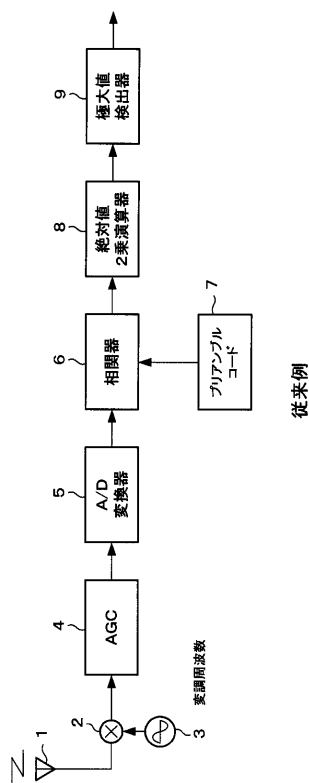 1
2
3
変調周波数
4
AGC
5
A/D
変換器
6
相関器
7
プリアンブル
コード
8
絶対値
2乗演算器
9
極大値
検出器
従来例